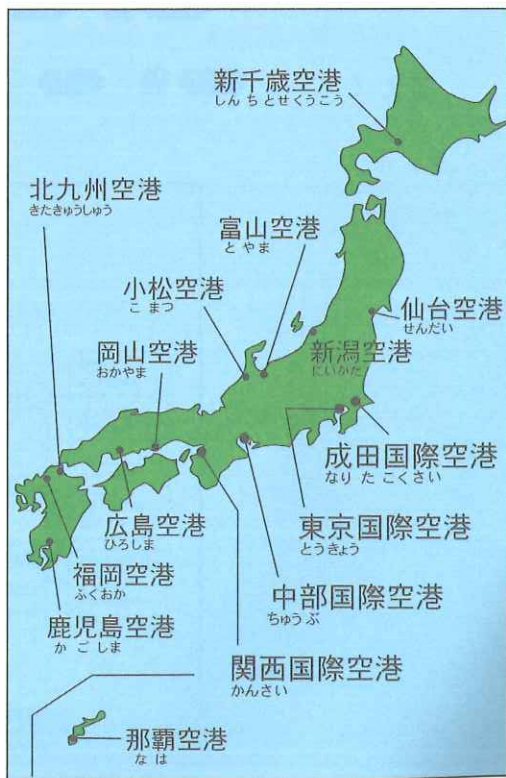 新千歳空港
しんちとせくうこう
北九州空港
きたきゅうしゅう
富山空港
とやま
小松空港
こまつ
仙台空港
せんだい
岡山空港
おかやま
新潟空港
にいがた
成田国際空港
なりたこくさい
広島空港
ひろしま
東京国際空港
とうきょう
福岡空港
ふくおか
中部国際空港
ちゅうぶ
鹿児島空港
かごしま
関西国際空港
かんさい
那覇空港
なは